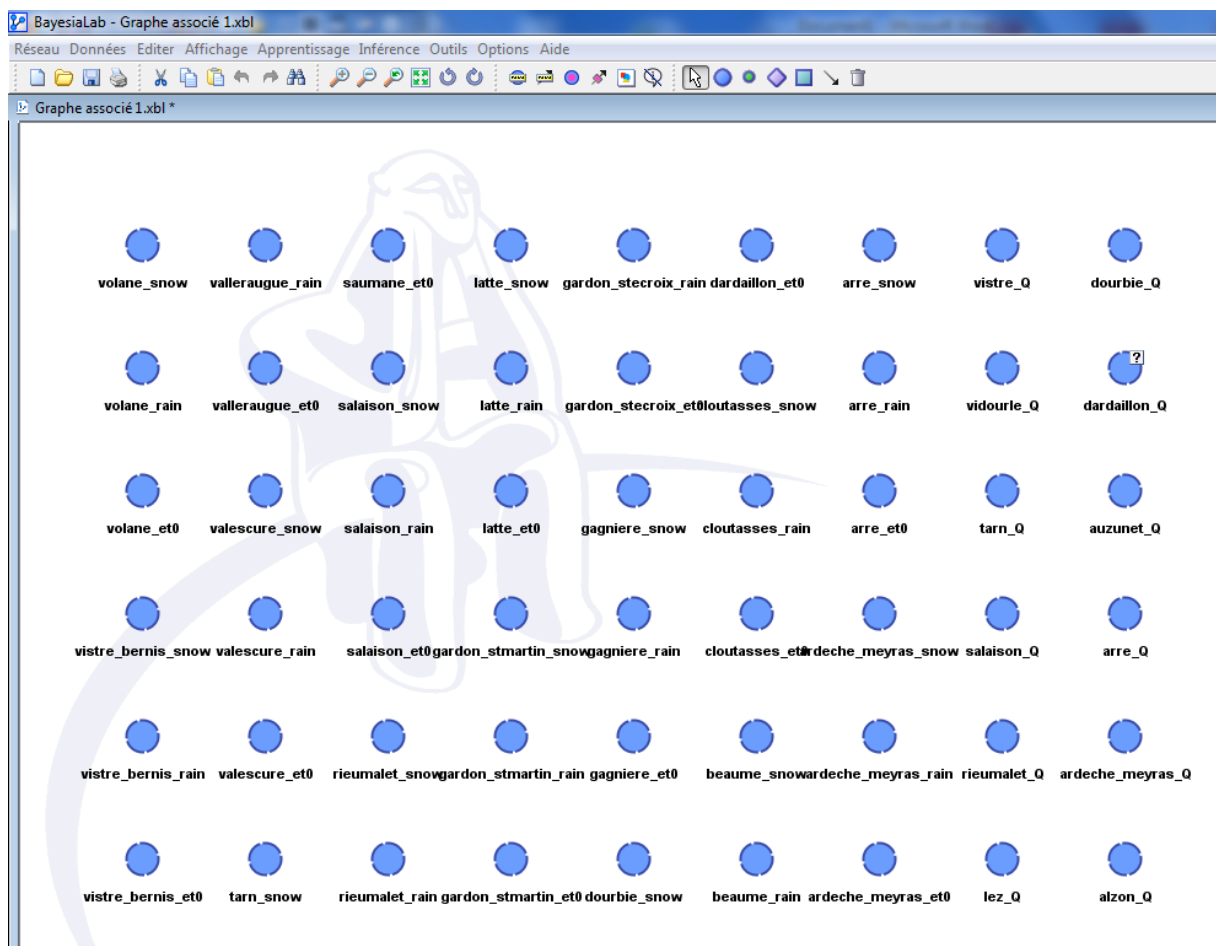 BayesiaLab - Graphe associé 1.xbl
Réseau Données Editer Affichage Apprentissage Inférence Outils Options Aide
Graphe associé 1.xbl *
volane_snow valleraugue_rain saumane_et0 latte_snow gardon_stecroix_rain dardaillon_et0 arre_snow vistre_Q dourbie_Q
?
volane_rain valleraugue_et0 salaison_snow latte_rain gardon_stecroix_et0 cloutasses_snow arre_rain vidourle_Q dardaillon_Q
volane_et0 valescure_snow salaison_rain latte_et0 gagniere_snow cloutasses_rain arre_et0 tarn_Q auzunet_Q
vistre_bernis_snow valescure_rain salaison_et0 gardon_stmartin_snow gagniere_rain cloutasses_et0 ardeche_meyras_snow salaison_Q arre_Q
vistre_bernis_rain valescure_et0 rieumalet_snow gardon_stmartin_rain gagniere_et0 beaume_snow ardeche_meyras_rain rieumalet_Q ardeche_meyras_Q
vistre_bernis_et0 tarn_snow rieumalet_rain gardon_stmartin_et0 dourbie_snow beaume_rain ardeche_meyras_et0 lez_Q alzon_Q